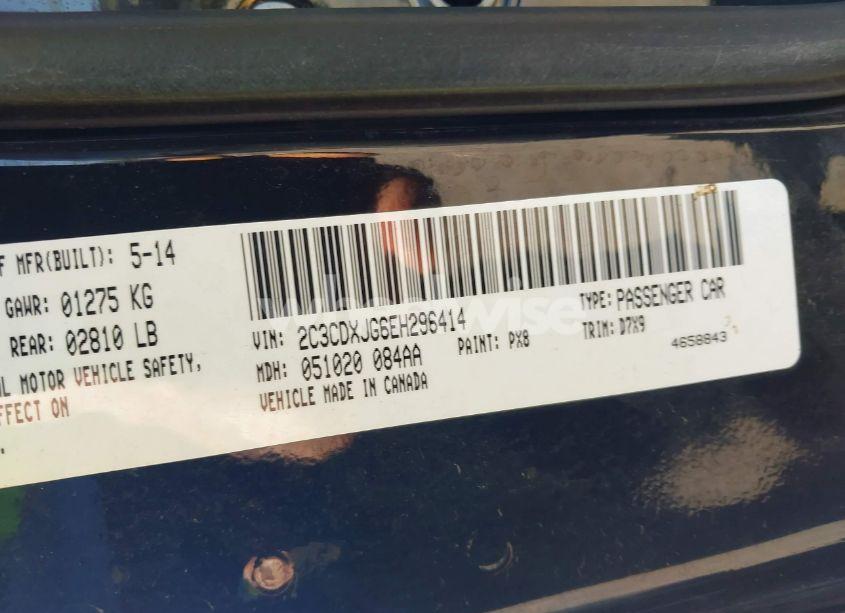 F MFR(BUILT): 5-14
GAWR: 01275 KG
REAR: 02810 LB
L MOTOR VEHICLE SAFETY,
FFECT ON
VIN: 2C3CDXJG6EH296414
TYPE: PASSENGER CAR
MDH: 051020 084AA
PAINT: PX8
TRIM: D7X9
VEHICLE MADE IN CANADA
4658843